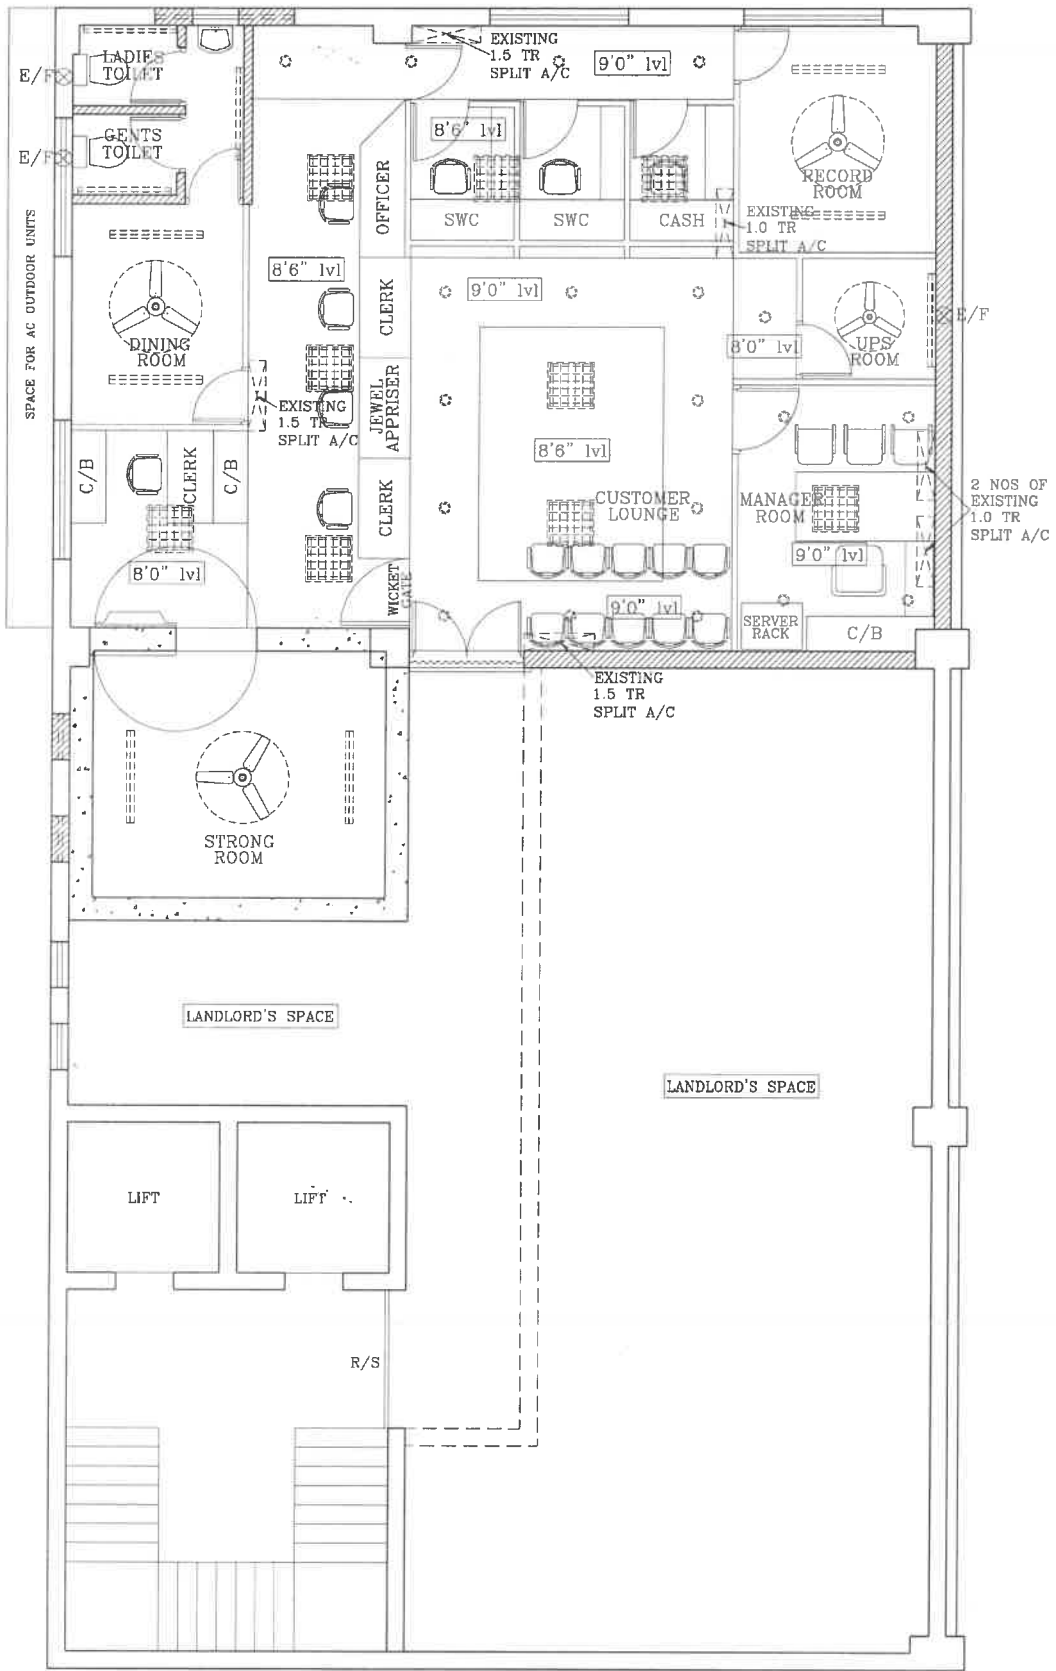 LADIES
TOILET
E/F
GENTS
TOILET
E/F
SPACE FOR AC OUTDOOR UNITS
EXISTING
1.5 TR
SPLIT A/C
9'0" lvl
8'6" lvl
RECORD
ROOM
OFFICER
SWC
SWC
CASH
EXISTING
1.0 TR
SPLIT A/C
8'6" lvl
CLERK
9'0" lvl
DINING
ROOM
8'0" lvl
UPS
ROOM
E/F
JEWEL
APPRISER
EXISTING
1.5 TR
SPLIT A/C
8'6" lvl
C/B
CLERK
C/B
CLERK
CUSTOMER
LOUNGE
MANAGER
ROOM
2 NOS OF
EXISTING
1.0 TR
SPLIT A/C
8'0" lvl
9'0" lvl
WICKET
GATE
9'0" lvl
SERVER
RACK
C/B
EXISTING
1.5 TR
SPLIT A/C
STRONG
ROOM
LANDLORD'S SPACE
LANDLORD'S SPACE
LIFT
LIFT
R/S